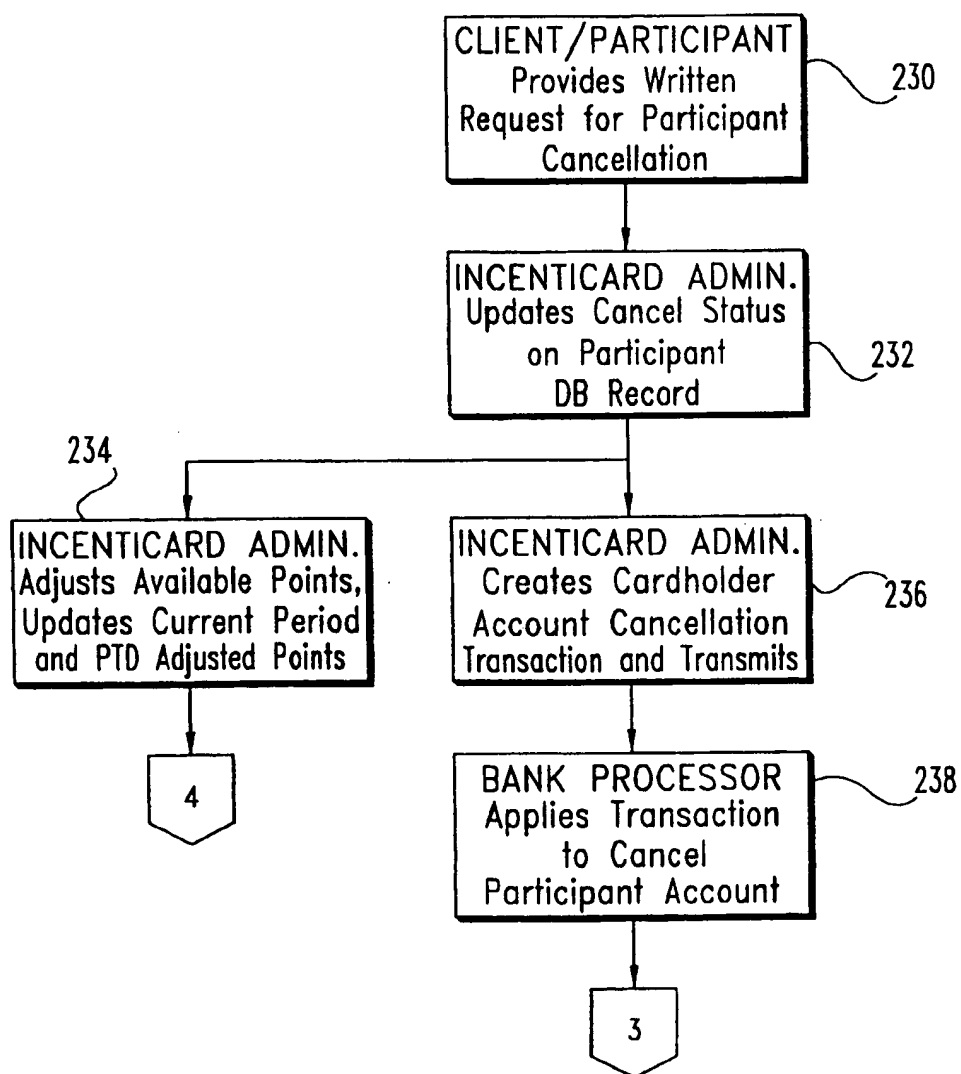 CLIENT/PARTICIPANT
Provides Written
Request for Participant
Cancellation
230
INCENTICARD ADMIN.
Updates Cancel Status
on Participant
DB Record
232
234
INCENTICARD ADMIN.
Adjusts Available Points,
Updates Current Period
and PTD Adjusted Points
4
INCENTICARD ADMIN.
Creates Cardholder
Account Cancellation
Transaction and Transmits
236
BANK PROCESSOR
Applies Transaction
to Cancel
Participant Account
238
3